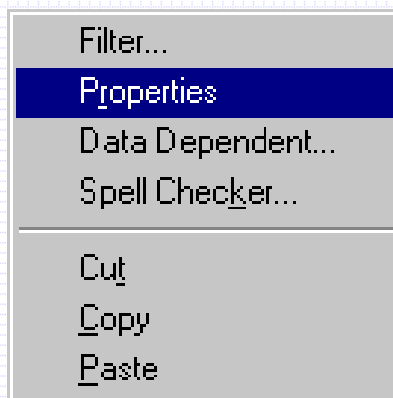 Filter...
Properties
Data Dependent...
Spell Checker...
Cut
Copy
Paste